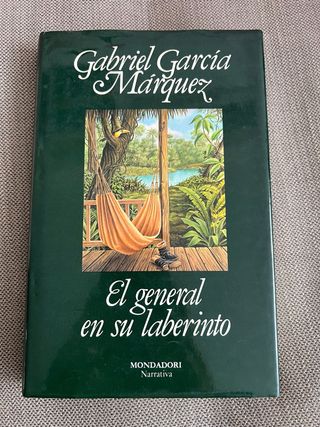 Gabriel García
Márquez
El general
en su laberinto
MONDADORI
Narrativa